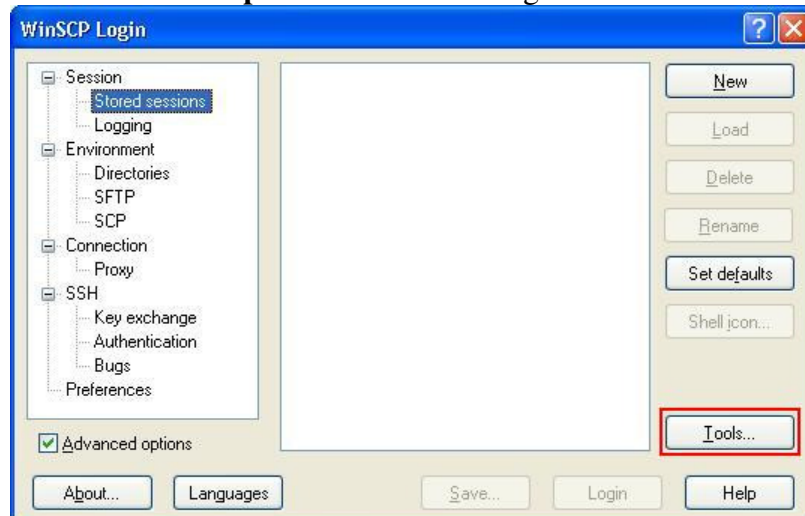 WinSCP Login
Session
Stored sessions
Logging
Environment
Directories
SFTP
SCP
Connection
Proxy
SSH
Key exchange
Authentication
Bugs
Preferences
Advanced options
New
Load
Delete
Rename
Set defaults
Shell icon...
Tools...
About...
Languages
Save...
Login
Help